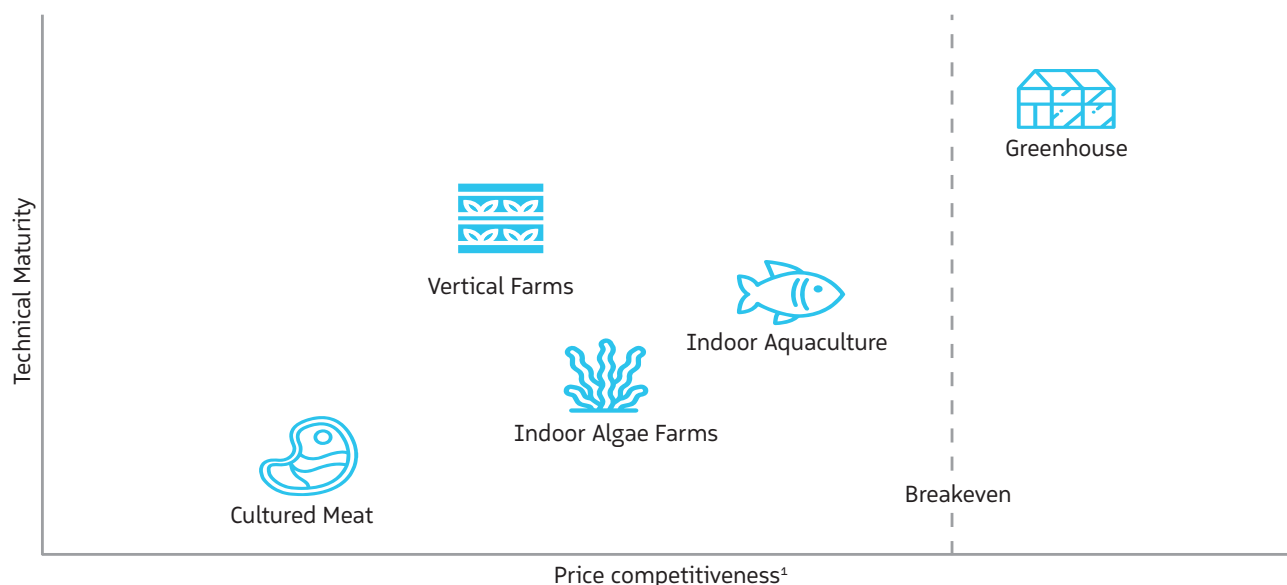 Greenhouse
Technical Maturity
Vertical Farms
Indoor Aquaculture
Indoor Algae Farms
Breakeven
Cultured Meat
Price competitiveness¹